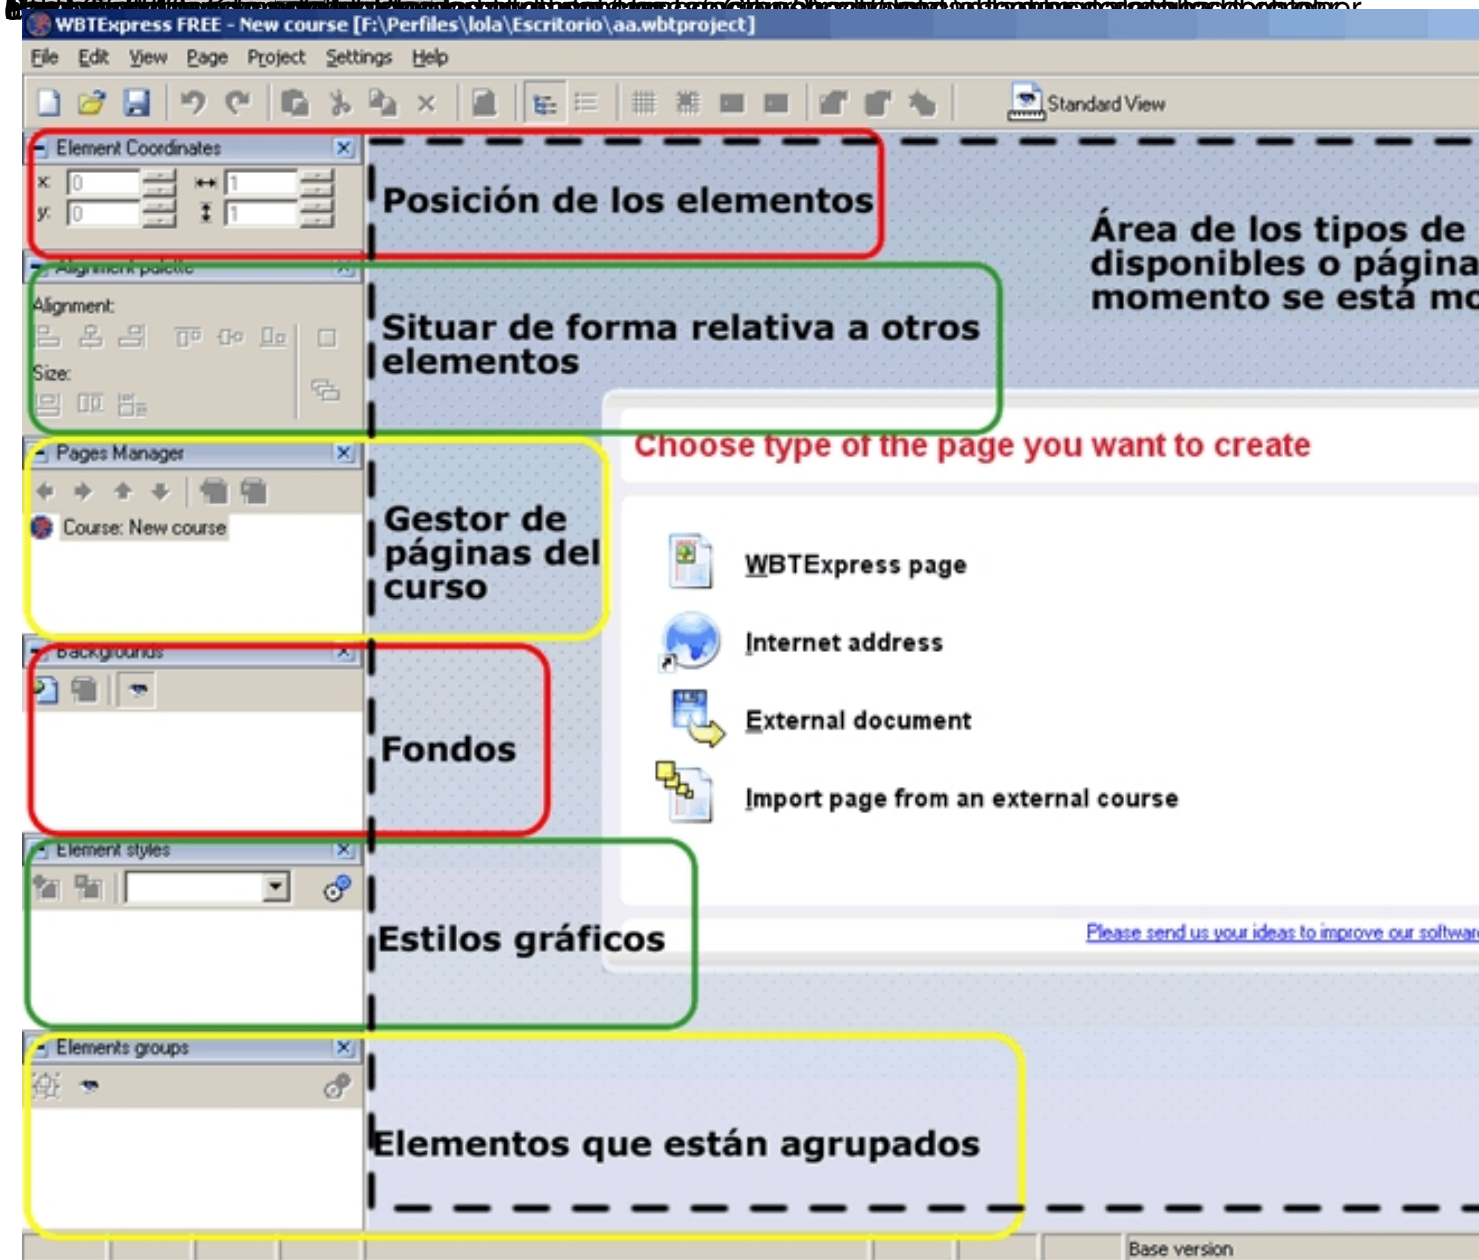 WBTExpress FREE - New course [F:\Perfiles\lola\Escritorio\aa.wbtproject]
File Edit View Page Project Settings Help
Standard View
Element Coordinates
x: 0 1
y: 0 1
Posición de los elementos
Área de los tipos de
disponibles o página
momento se está mo
Alignment palette
Alignment:
Situar de forma relativa a otros
elementos
Size:
Choose type of the page you want to create
Pages Manager
Course: New course
Gestor de
páginas del
curso
WBTExpress page
Internet address
External document
Import page from an external course
Backgrounds
Fondos
Element styles
Estilos gráficos
Please send us your ideas to improve our softwar
Elements groups
Elementos que están agrupados
Base version